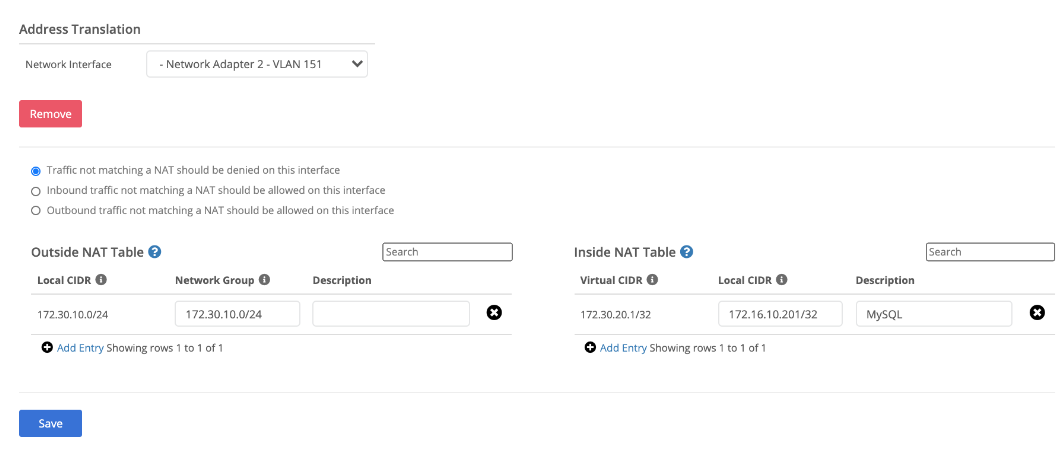 Address Translation
Network Interface - Network Adapter 2 - VLAN 151
Remove
Traffic not matching a NAT should be denied on this interface
Inbound traffic not matching a NAT should be allowed on this interface
Outbound traffic not matching a NAT should be allowed on this interface
Outside NAT Table ? Search
Local CIDR i Network Group i Description
172.30.10.0/24 172.30.10.0/24
Add Entry Showing rows 1 to 1 of 1
Inside NAT Table ? Search
Virtual CIDR i Local CIDR i Description
172.30.20.1/32 172.16.10.201/32 MySQL
Add Entry Showing rows 1 to 1 of 1
Save